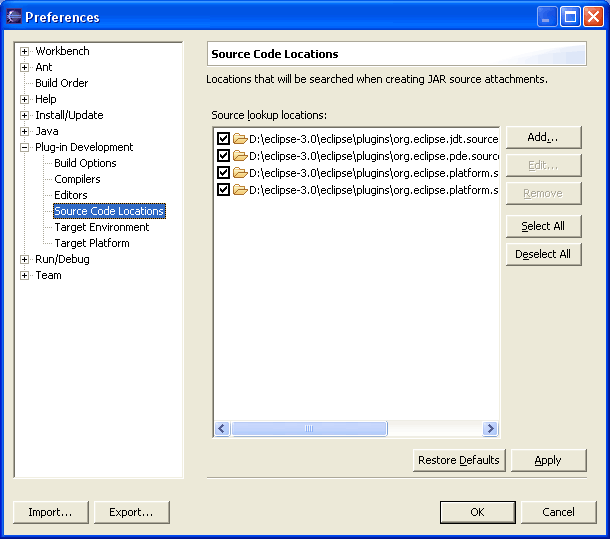 Preferences
Workbench
Ant
Build Order
Help
Install/Update
Java
Plug-in Development
Build Options
Compilers
Editors
Source Code Locations
Target Environment
Target Platform
Run/Debug
Team
Source Code Locations
Locations that will be searched when creating JAR source attachments.
Source lookup locations:
D:\eclipse-3.0\eclipse\plugins\org.eclipse.jdt.source
D:\eclipse-3.0\eclipse\plugins\org.eclipse.pde.sourc
D:\eclipse-3.0\eclipse\plugins\org.eclipse.platform.s
D:\eclipse-3.0\eclipse\plugins\org.eclipse.platform.s
Add...
Edit...
Remove
Select All
Deselect All
Restore Defaults
Apply
Import...
Export...
OK
Cancel